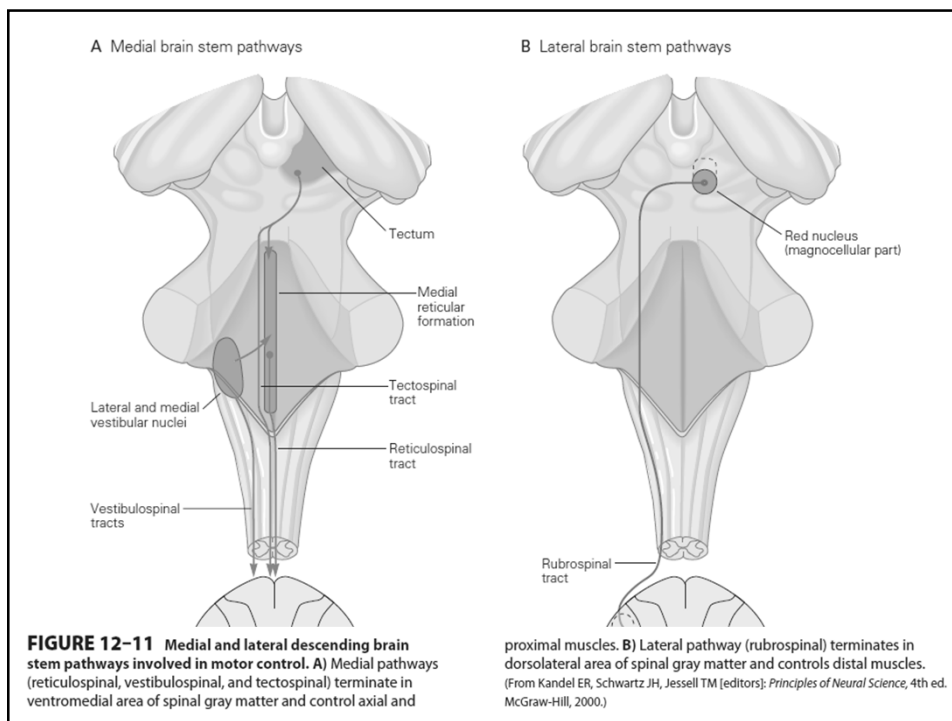 A Medial brain stem pathways
Tectum
Medial
reticular
formation
Tectospinal
tract
Lateral and medial
vestibular nuclei
Reticulospinal
tract
Vestibulospinal
tracts
B Lateral brain stem pathways
Red nucleus
(magnocellular part)
Rubrospinal
tract
FIGURE 12–11 Medial and lateral descending brain
stem pathways involved in motor control. A) Medial pathways
(reticulospinal, vestibulospinal, and tectospinal) terminate in
ventromedial area of spinal gray matter and control axial and
proximal muscles. B) Lateral pathway (rubrospinal) terminates in
dorsolateral area of spinal gray matter and controls distal muscles.
(From Kandel ER, Schwartz JH, Jessell TM [editors]: Principles of Neural Science, 4th ed.
McGraw-Hill, 2000.)